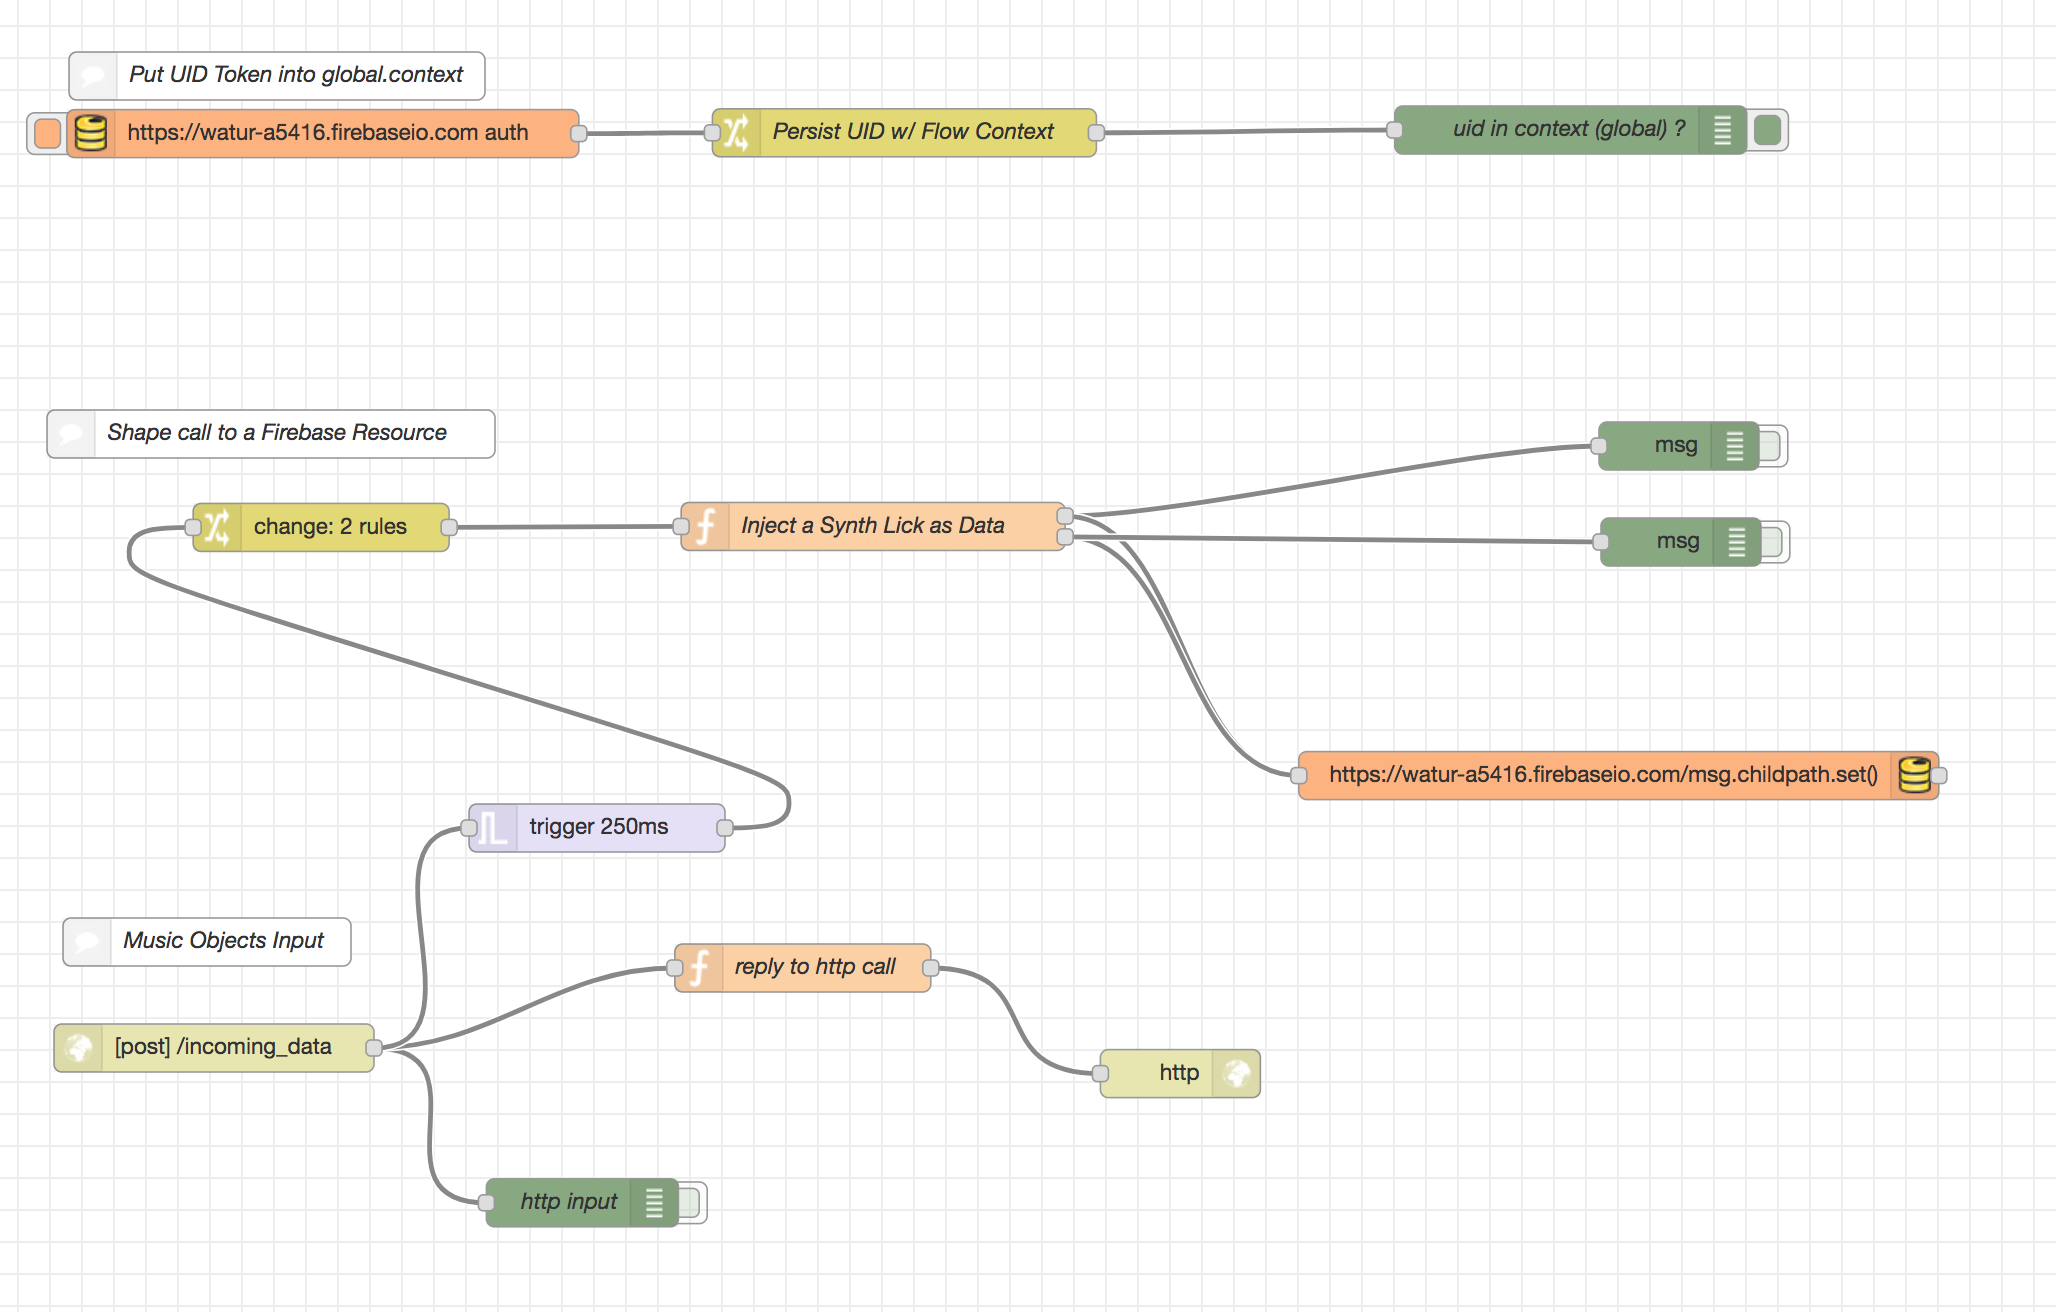 Put UID Token into global.context
https://watur-a5416.firebaseio.com auth
Persist UID w/ Flow Context
uid in context (global) ?
Shape call to a Firebase Resource
msg
change: 2 rules
Inject a Synth Lick as Data
msg
https://watur-a5416.firebaseio.com/msg.childpath.set()
trigger 250ms
Music Objects Input
reply to http call
[post] /incoming_data
http
http input